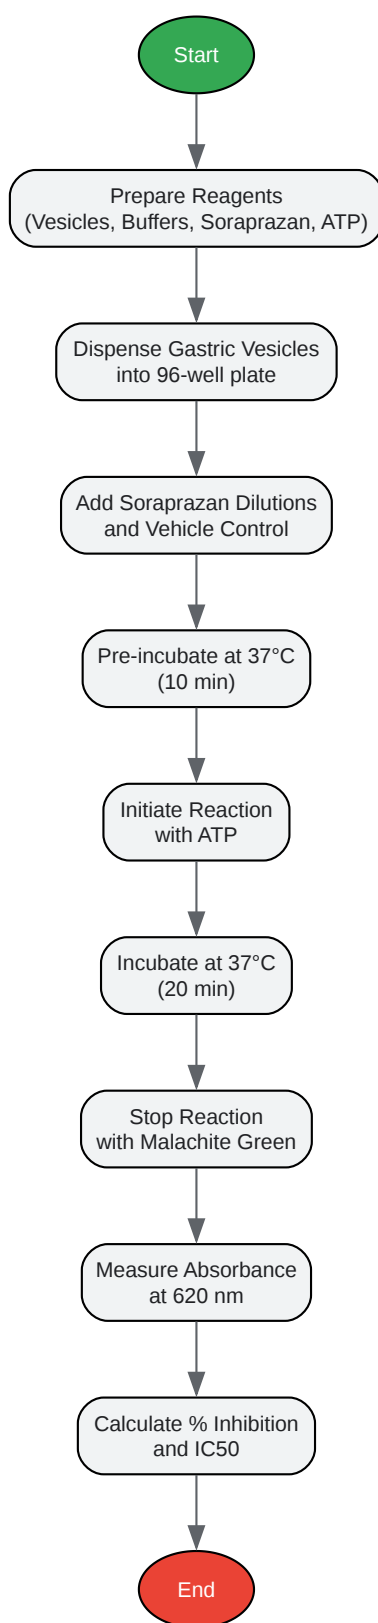 Start
Prepare Reagents
(Vesicles, Buffers, Soraprazan, ATP)
Dispense Gastric Vesicles
into 96-well plate
Add Soraprazan Dilutions
and Vehicle Control
Pre-incubate at 37°C
(10 min)
Initiate Reaction
with ATP
Incubate at 37°C
(20 min)
Stop Reaction
with Malachite Green
Measure Absorbance
at 620 nm
Calculate % Inhibition
and IC50
End